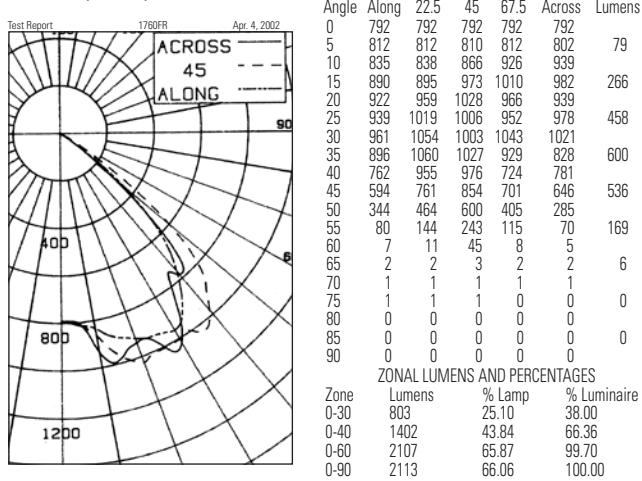 Test Report 1760FR Apr. 4, 2002
ACROSS
45
ALONG
90
6
400
800
1200
Angle Along 22.5 45 67.5 Across Lumens
0 792 792 792 792 792
5 812 812 810 812 802 79
10 835 838 866 926 939
15 890 895 973 1010 982 266
20 922 959 1028 966 939
25 939 1019 1006 952 978 458
30 961 1054 1003 1043 1021
35 896 1060 1027 929 828 600
40 762 955 976 724 781
45 594 761 854 701 646 536
50 344 464 600 405 285
55 80 144 243 115 70 169
60 7 11 45 8 5
65 2 2 3 2 2 6
70 1 1 1 1 1
75 1 1 1 0 0 0
80 0 0 0 0 0
85 0 0 0 0 0 0
90 0 0 0 0 0
ZONAL LUMENS AND PERCENTAGES
Zone Lumens % Lamp % Luminaire
0-30 803 25.10 38.00
0-40 1402 43.84 66.36
0-60 2107 65.87 99.70
0-90 2113 66.06 100.00